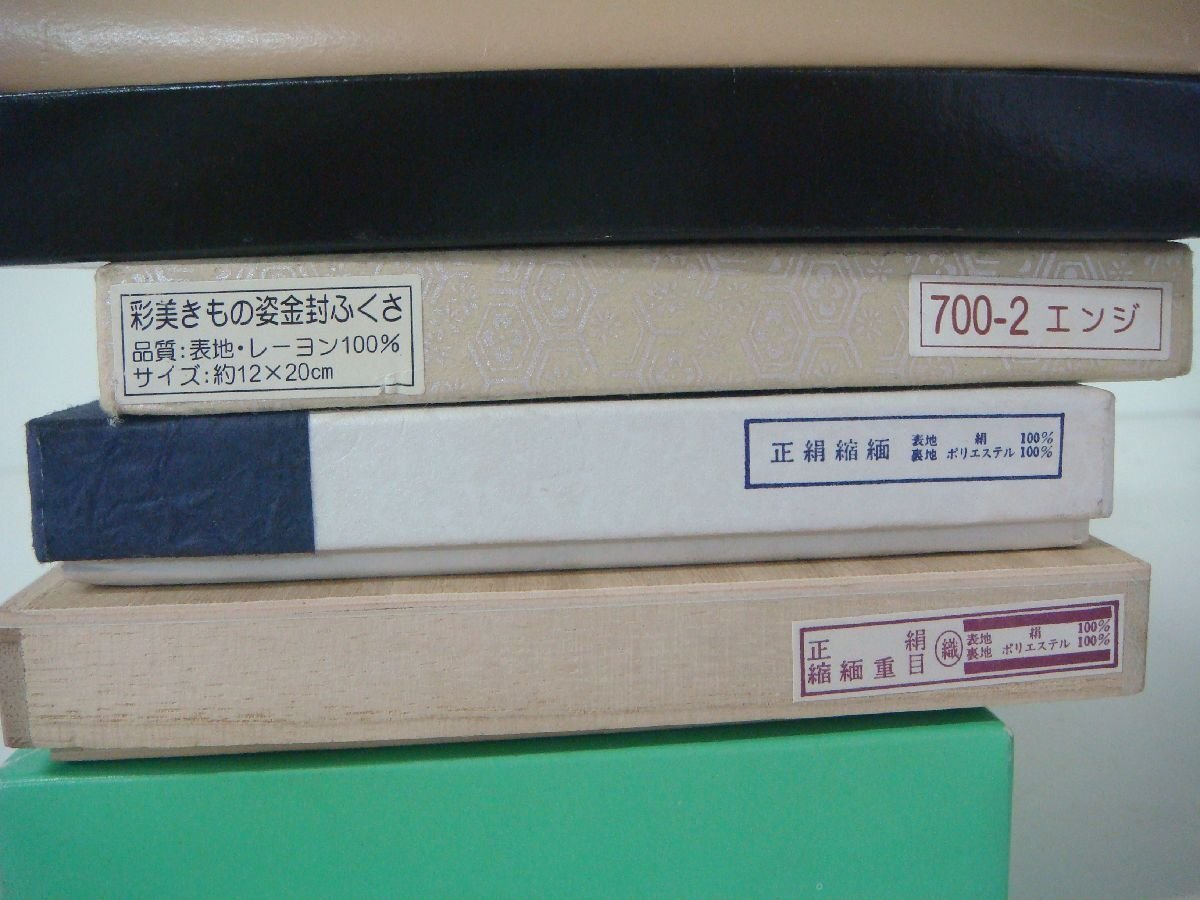 彩美きもの姿金封ふくさ
品質:表地・レーヨン100%
サイズ:約12×20cm
700-2 エンジ
正絹縮緬
表地 絹 100%
裏地 ポリエステル 100%
正絹
縮緬重目
織
表地 絹 100%
裏地 ポリエステル 100%